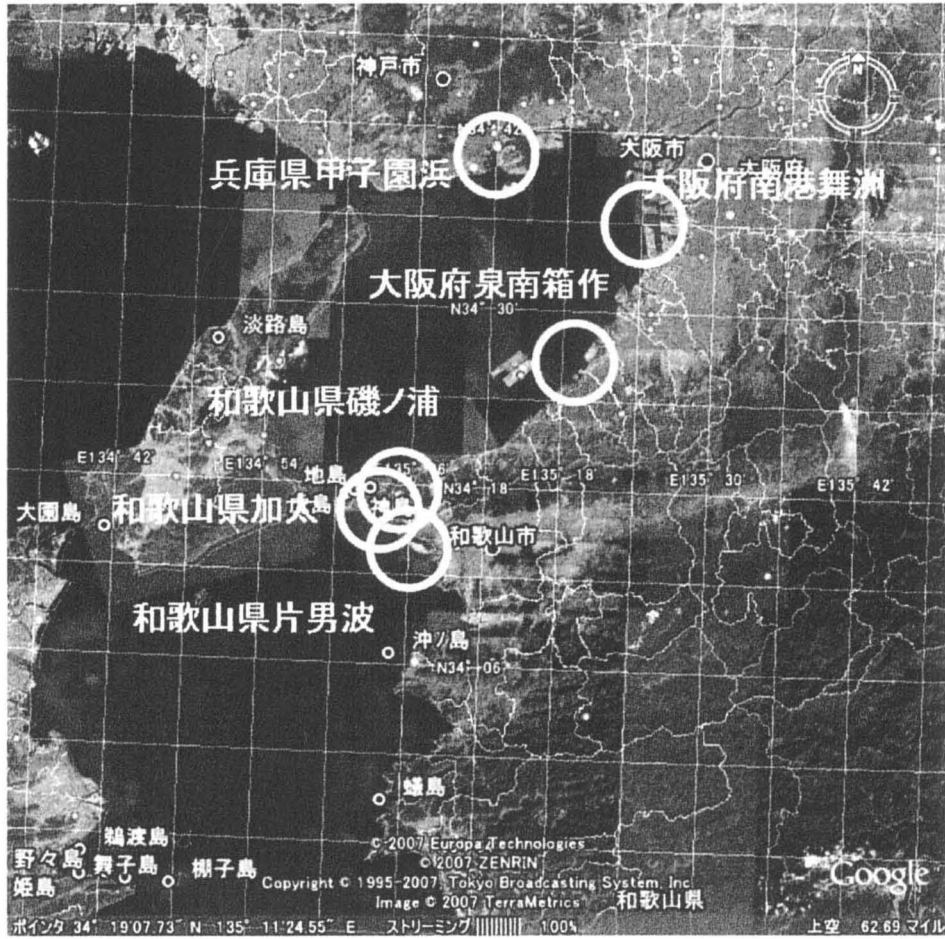 神戸市
N
N34° 42'
大阪市
大阪府
兵庫県甲子園浜
大阪府南港舞洲
大阪府泉南箱作
N34° 30
淡路島
和歌山県磯ノ浦
E134° 42'
E134° 54
E135° 18
E135° 30
E135° 42'
地島
N34° 18
大園島
和歌山県加太
和歌山市
和歌山県片男波
沖ノ島
N34° 06'
蟻島
鵜渡島
野々島
舞子島
棚子島
姫島
© 2007 Europa Technologies
© 2007 ZENRIN
Copyright © 1995-2007, Tokyo Broadcasting System, Inc
Image © 2007 TerraMetrics
和歌山県
Google
ポインタ 34° 19'07.73" N 135° 11'24.55" E ストリーミング |||||||||| 100% 上空 62.69 マイル